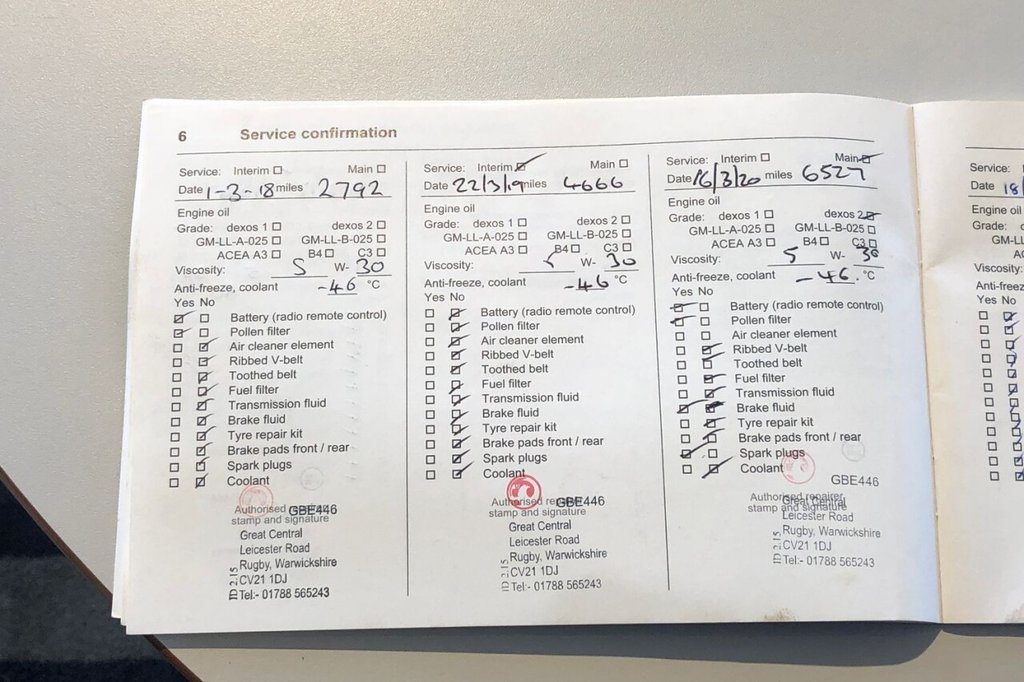 6 Service confirmation
Service: Interim Main
Date 1-3-18 miles 2792
Engine oil
Grade: dexos 1 dexos 2
GM-LL-A-025 GM-LL-B-025
ACEA A3 B4 C3
Viscosity: 5 W- 30
Anti-freeze, coolant -46 °C
Yes No
Battery (radio remote control)
Pollen filter
Air cleaner element
Ribbed V-belt
Toothed belt
Fuel filter
Transmission fluid
Brake fluid
Tyre repair kit
Brake pads front / rear
Spark plugs
Coolant
Authorised GBE446
stamp and signature
Great Central
Leicester Road
Rugby, Warwickshire
CV21 1DJ
Tel:- 01788 565243
Service: Interim Main
Date 22/3/19 miles 4666
Engine oil
Grade: dexos 1 dexos 2
GM-LL-A-025 GM-LL-B-025
ACEA A3 B4 C3
Viscosity: 5 W- 30
Anti-freeze, coolant -46 °C
Yes No
Battery (radio remote control)
Pollen filter
Air cleaner element
Ribbed V-belt
Toothed belt
Fuel filter
Transmission fluid
Brake fluid
Tyre repair kit
Brake pads front / rear
Spark plugs
Coolant
Authorised GBE446
stamp and signature
Great Central
Leicester Road
Rugby, Warwickshire
CV21 1DJ
Tel:- 01788 565243
Service: Interim Main
Date 16/3/20 miles 6527
Engine oil
Grade: dexos 1 dexos 2
GM-LL-A-025 GM-LL-B-025
ACEA A3 B4 C3
Viscosity: 5 W- 30
Anti-freeze, coolant -46 °C
Yes No
Battery (radio remote control)
Pollen filter
Air cleaner element
Ribbed V-belt
Toothed belt
Fuel filter
Transmission fluid
Brake fluid
Tyre repair kit
Brake pads front / rear
Spark plugs
Coolant
GBE446
Authorised repairer
Great Central
stamp and signature
Leicester Road
Rugby, Warwickshire
CV21 1DJ
Tel:- 01788 565243
Service:
Date 18/
Engine oil
Grade:
Viscosity:
Yes No